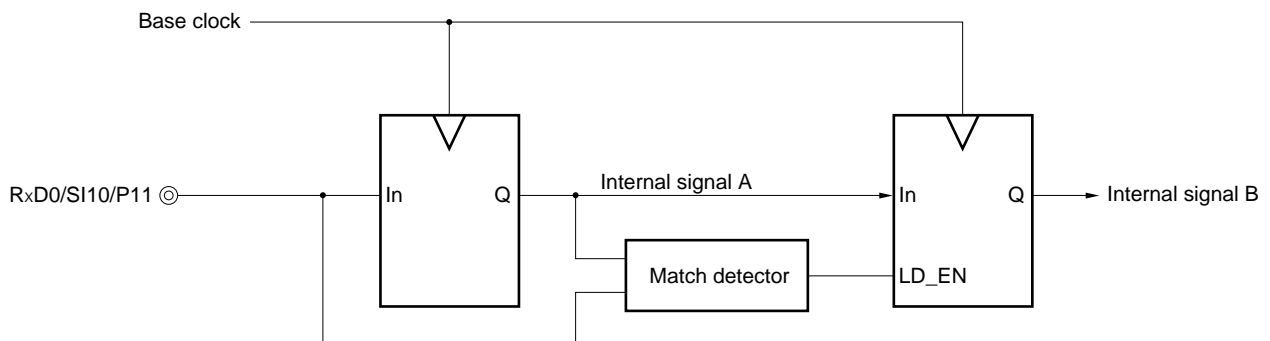 Base clock
RxD0/SI10/P11
In
Q
Internal signal A
In
Q
Internal signal B
Match detector
LD_EN